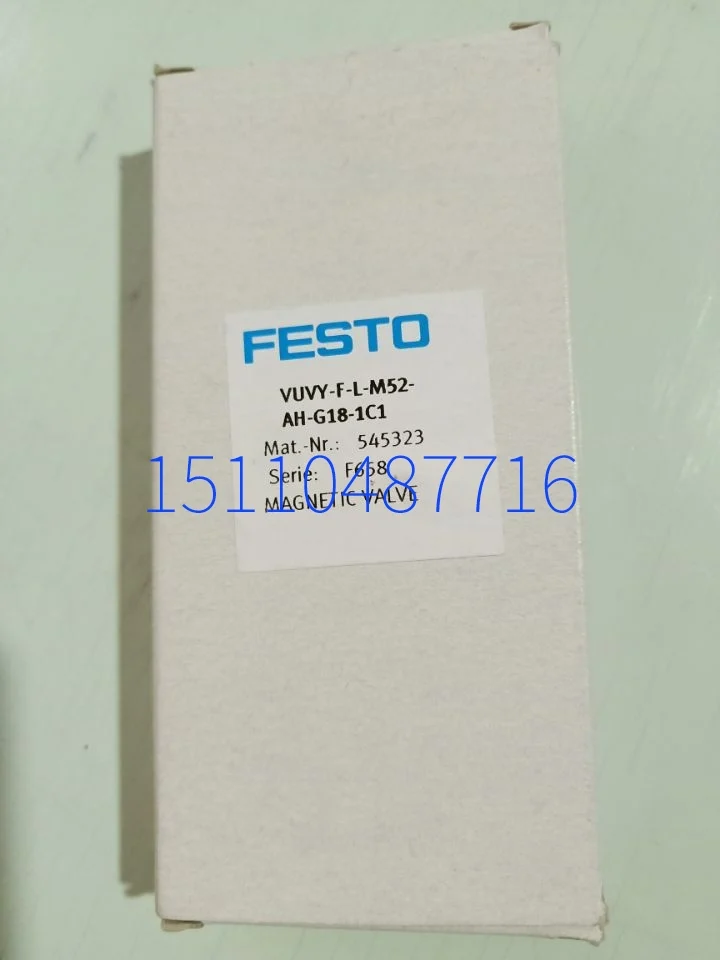 FESTO
VUVY-F-L-M52-
AH-G18-1C1
Mat.-Nr.: 545323
Serie: F658
15110487716
MAGNETIC VALVE